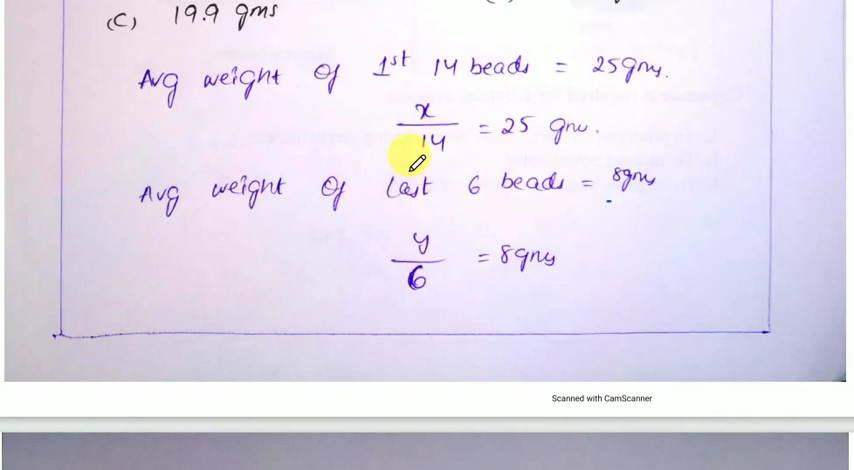 (C) 19.9 gms
Avg weight of 1st 14 beads = 25gms.
x/14 = 25 gm.
Avg weight of last 6 beads = 8gms
y/6 = 8gms
Scanned with CamScanner